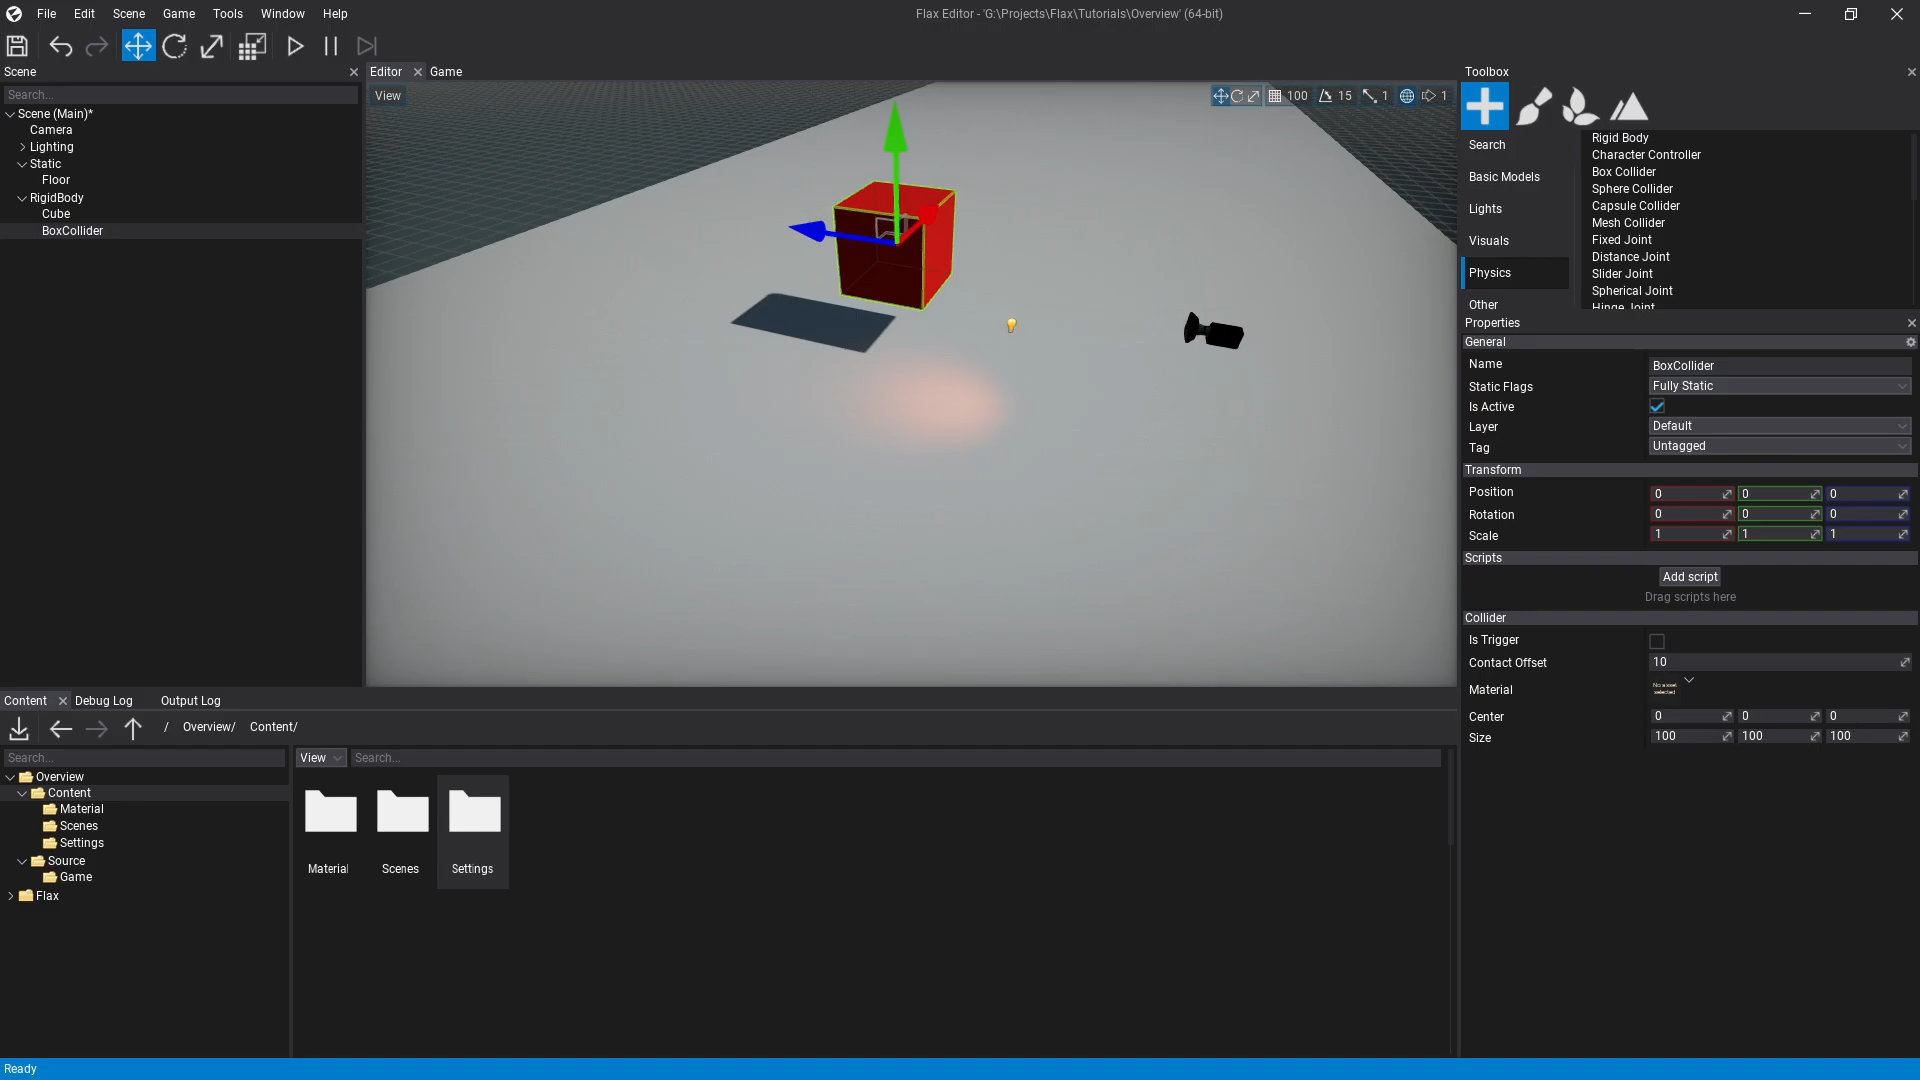 File Edit Scene Game Tools Window Help
Flax Editor - 'G:\Projects\Flax\Tutorials\Overview' (64-bit)
Scene
Search...
Scene (Main)*
Camera
Lighting
Static
Floor
RigidBody
Cube
BoxCollider
Editor Game
View
100 15 1 1
Toolbox
Search
Basic Models
Lights
Visuals
Physics
Other
Rigid Body
Character Controller
Box Collider
Sphere Collider
Capsule Collider
Mesh Collider
Fixed Joint
Distance Joint
Slider Joint
Spherical Joint
Hinge Joint
Properties
General
Name BoxCollider
Static Flags Fully Static
Is Active
Layer Default
Tag Untagged
Transform
Position 0 0 0
Rotation 0 0 0
Scale 1 1 1
Scripts
Add script
Drag scripts here
Collider
Is Trigger
Contact Offset 10
Material No asset selected
Center 0 0 0
Size 100 100 100
Content Debug Log Output Log
/ Overview/ Content/
Search...
Overview
Content
Material
Scenes
Settings
Source
Game
Flax
View Search...
Material Scenes Settings
Ready